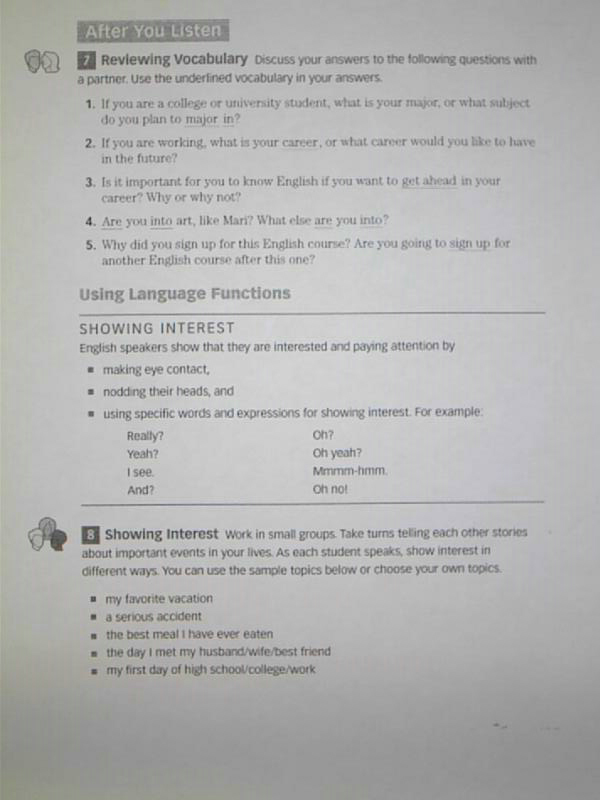 After You Listen
7 Reviewing Vocabulary Discuss your answers to the following questions with
a partner. Use the underlined vocabulary in your answers.
1. If you are a college or university student, what is your major, or what subject
do you plan to major in?
2. If you are working, what is your career, or what career would you like to have
in the future?
3. Is it important for you to know English if you want to get ahead in your
career? Why or why not?
4. Are you into art, like Mari? What else are you into?
5. Why did you sign up for this English course? Are you going to sign up for
another English course after this one?
Using Language Functions
SHOWING INTEREST
English speakers show that they are interested and paying attention by
■ making eye contact,
■ nodding their heads, and
■ using specific words and expressions for showing interest. For example:
Really? Oh?
Yeah? Oh yeah?
I see. Mmmm-hmm.
And? Oh no!
8 Showing Interest Work in small groups. Take turns telling each other stories
about important events in your lives. As each student speaks, show interest in
different ways. You can use the sample topics below or choose your own topics.
■ my favorite vacation
■ a serious accident
■ the best meal I have ever eaten
■ the day I met my husband/wife/best friend
■ my first day of high school/college/work